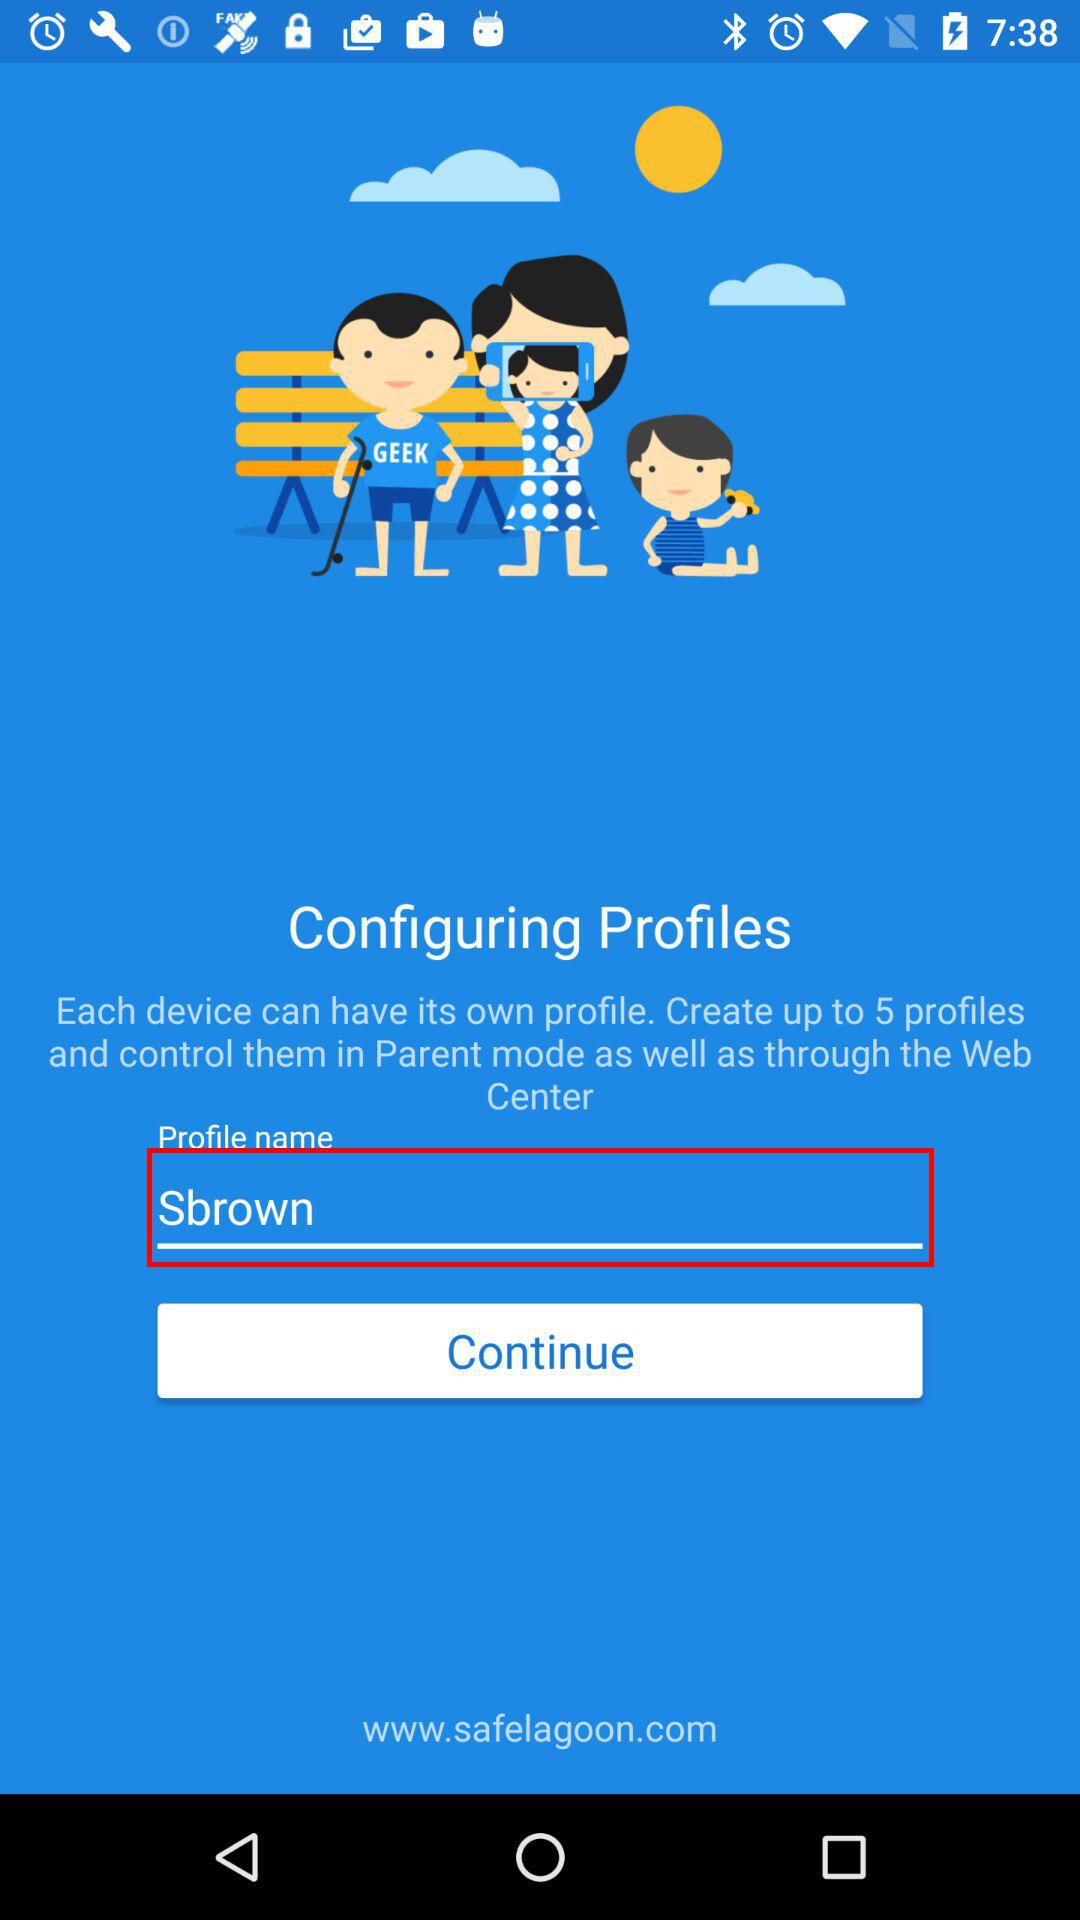 FAKE
7:38
GEEK
Configuring Profiles
Each device can have its own profile. Create up to 5 profiles
and control them in Parent mode as well as through the Web
Center
Profile name
Sbrown
Continue
www.safelagoon.com